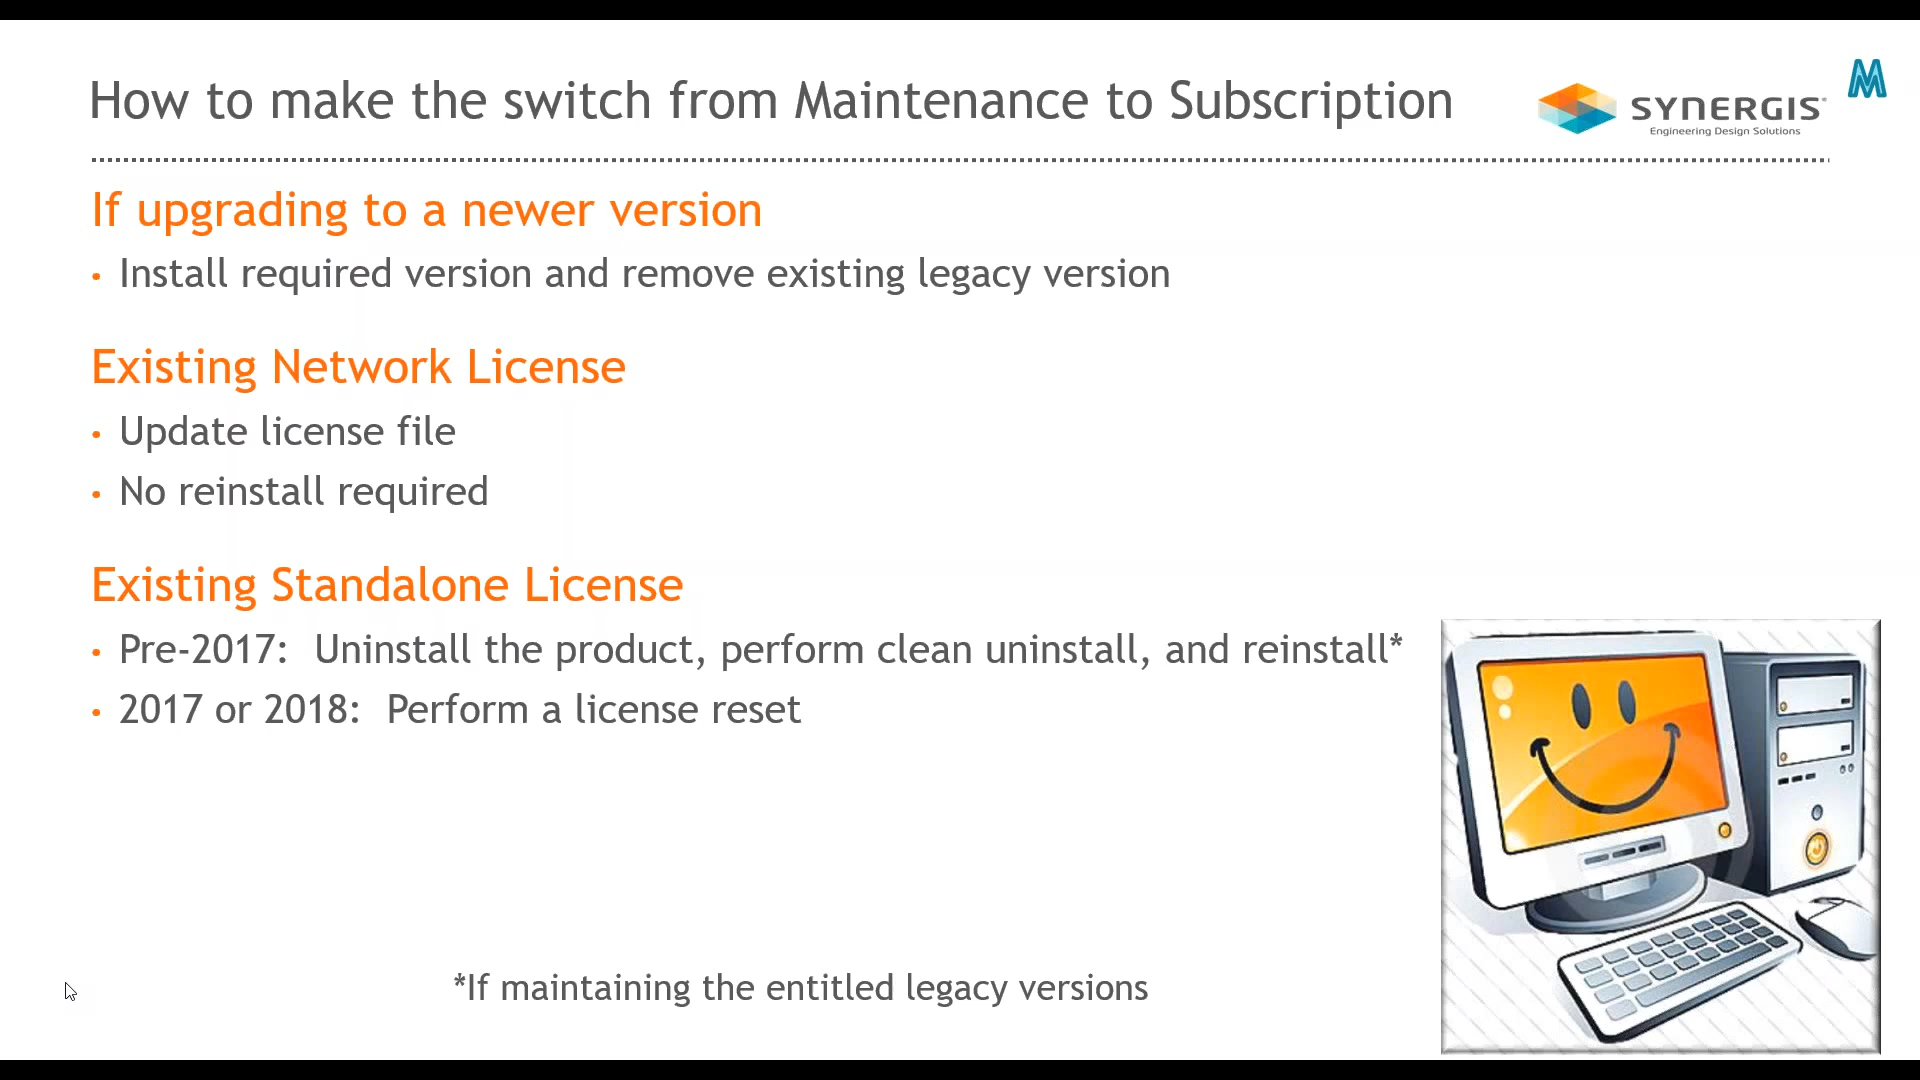 How to make the switch from Maintenance to Subscription
SYNERGIS
Engineering Design Solutions
M
If upgrading to a newer version
• Install required version and remove existing legacy version
Existing Network License
• Update license file
• No reinstall required
Existing Standalone License
• Pre-2017: Uninstall the product, perform clean uninstall, and reinstall*
• 2017 or 2018: Perform a license reset
*If maintaining the entitled legacy versions